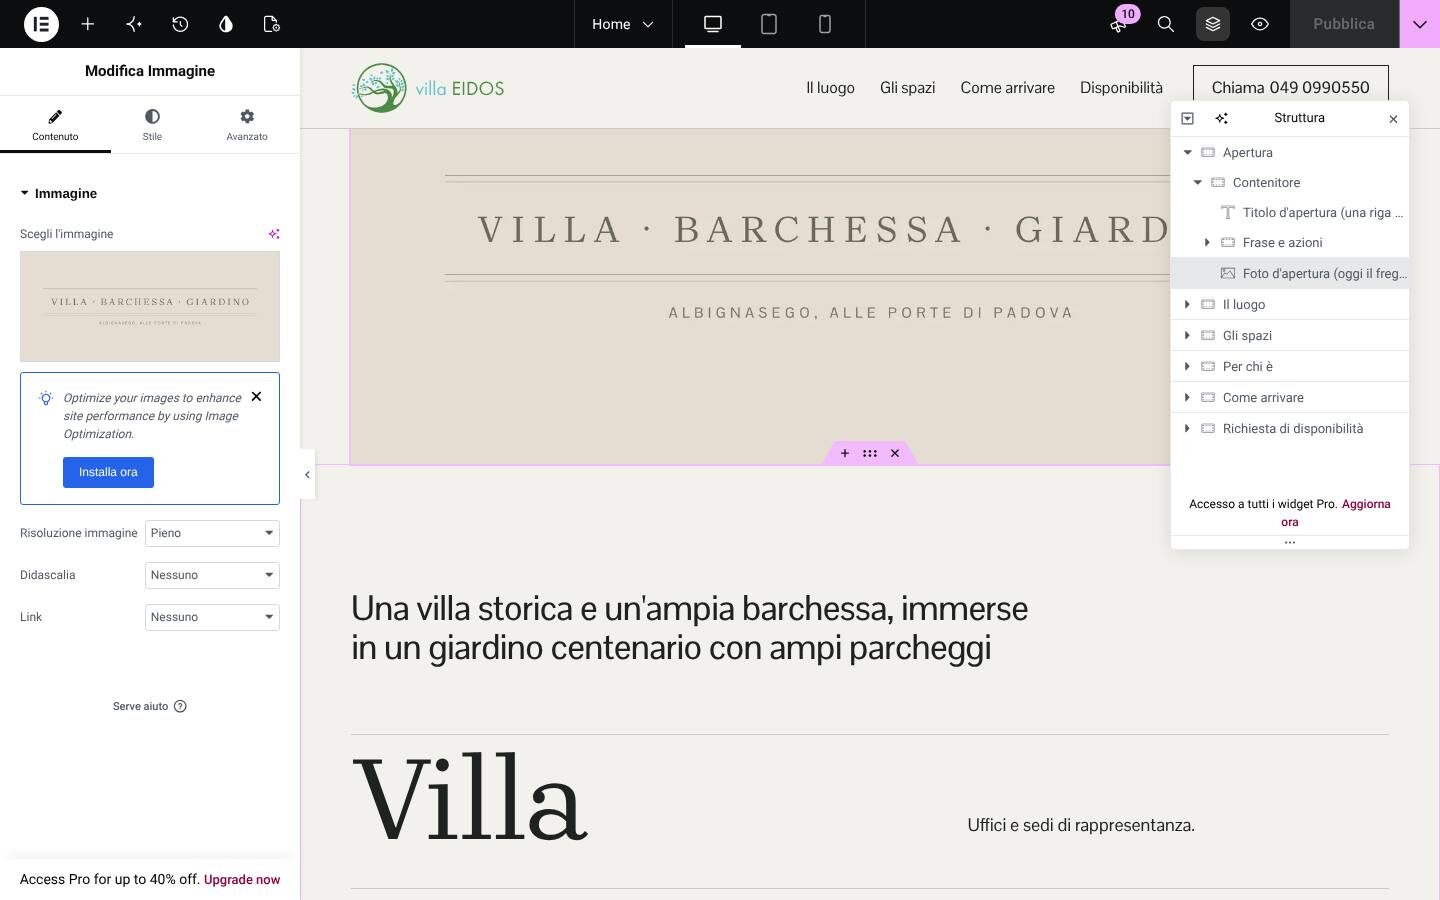 Home
10
Pubblica
Modifica Immagine
Contenuto
Stile
Avanzato
Immagine
Scegli l'immagine
VILLA · BARCHESSA · GIARDINO
ALBIGNASEGO, ALLE PORTE DI PADOVA
Optimize your images to enhance
site performance by using Image
Optimization.
Installa ora
Risoluzione immagine
Pieno
Didascalia
Nessuno
Link
Nessuno
Serve aiuto
Access Pro for up to 40% off. Upgrade now
villa EIDOS
Il luogo
Gli spazi
Come arrivare
Disponibilità
Chiama 049 0990550
VILLA · BARCHESSA · GIARD
ALBIGNASEGO, ALLE PORTE DI PADOVA
Una villa storica e un'ampia barchessa, immerse
in un giardino centenario con ampi parcheggi
Villa
Uffici e sedi di rappresentanza.
Struttura
Apertura
Contenitore
Titolo d'apertura (una riga ...
Frase e azioni
Foto d'apertura (oggi il freg...
Il luogo
Gli spazi
Per chi è
Come arrivare
Richiesta di disponibilità
Accesso a tutti i widget Pro. Aggiorna
ora